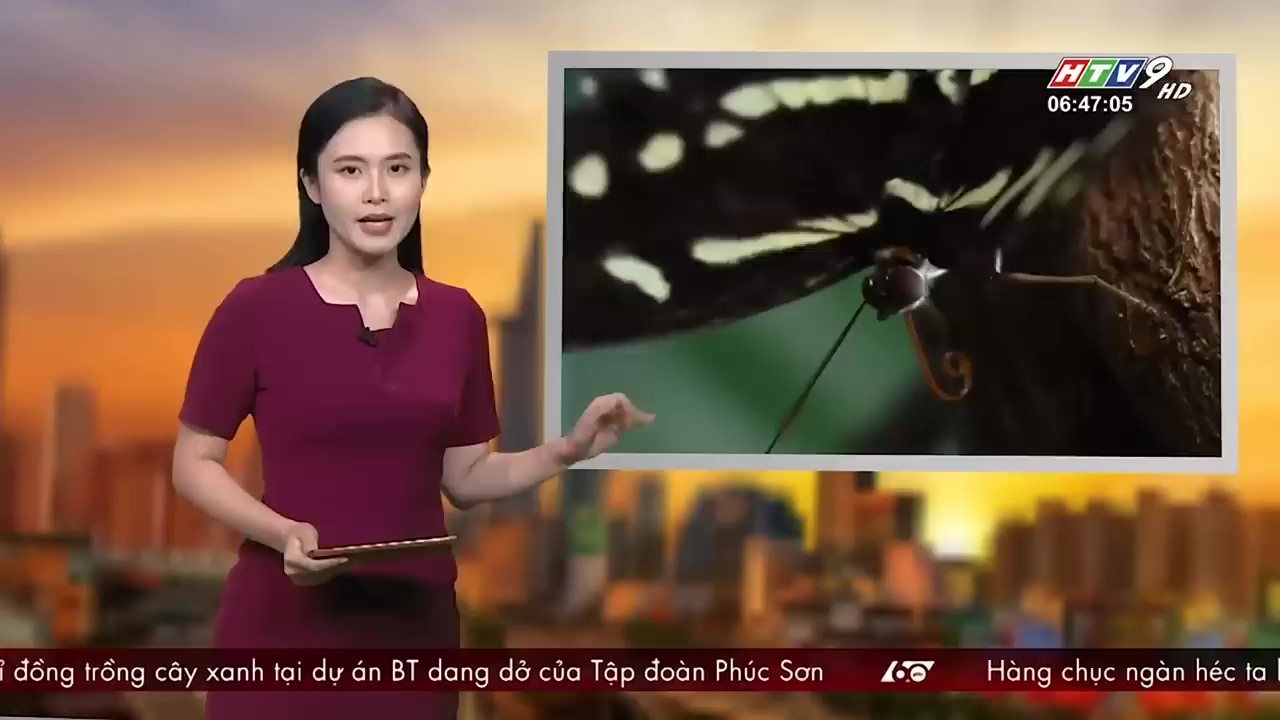 HTV9
HD
06:47:05
đồng trồng cây xanh tại dự án BT dang dở của Tập đoàn Phúc Sơn
60
Hàng chục ngàn héc ta